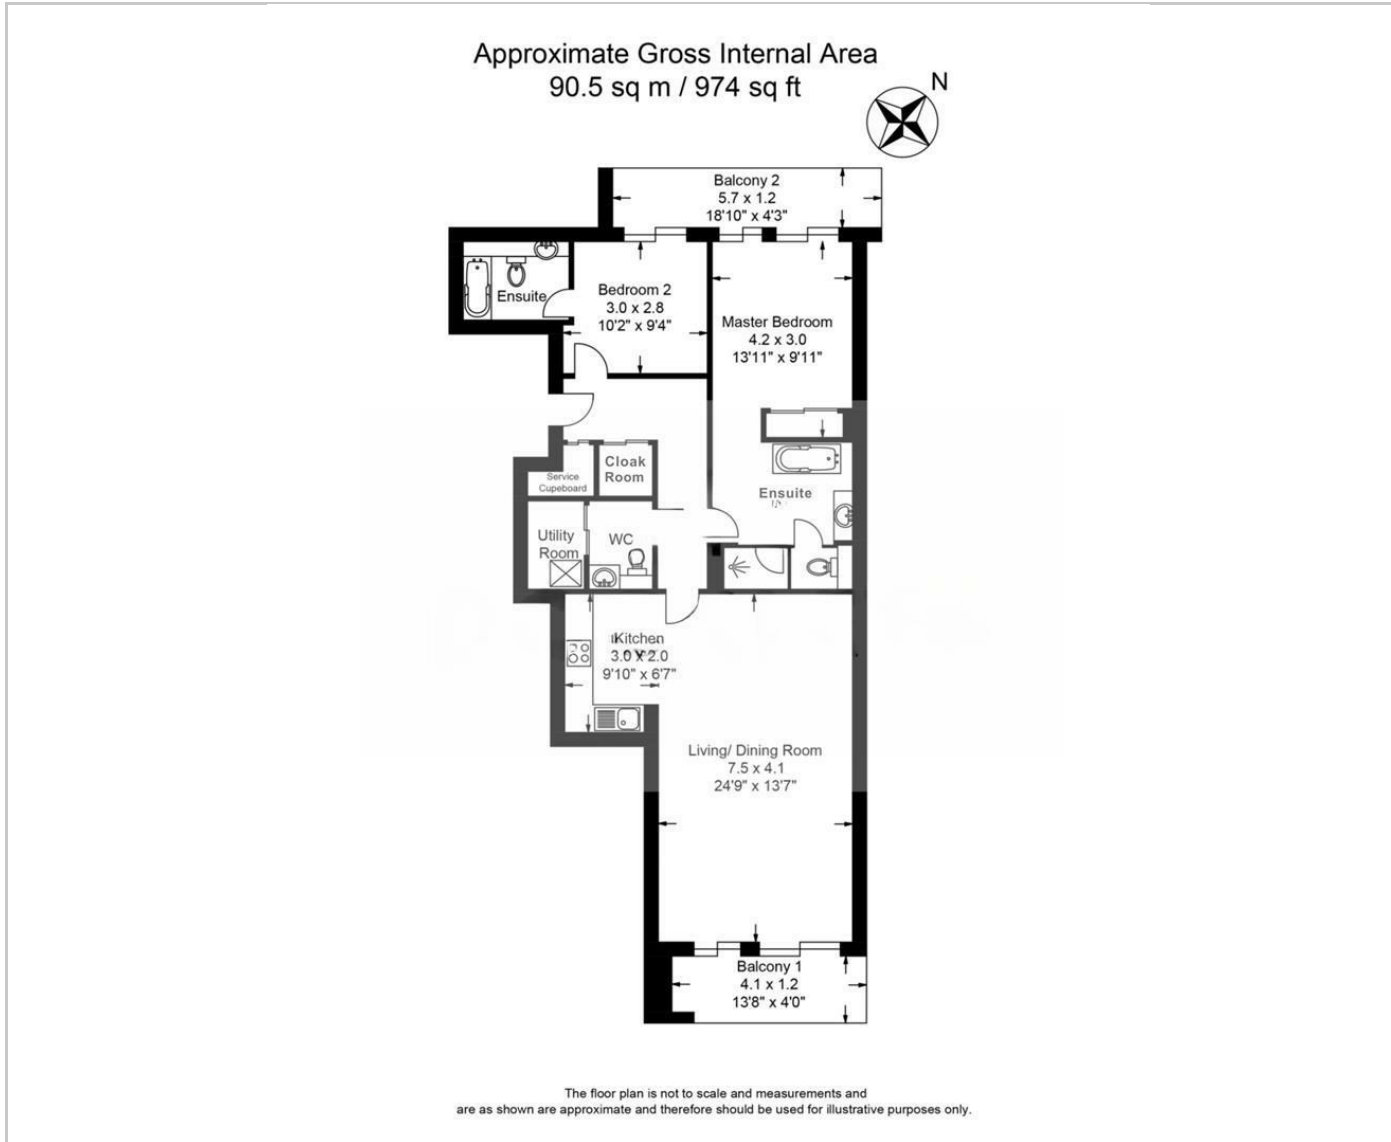 Approximate Gross Internal Area
90.5 sq m / 974 sq ft
N
Balcony 2
5.7 x 1.2
18'10" x 4'3"
Ensuite
Bedroom 2
3.0 x 2.8
10'2" x 9'4"
Master Bedroom
4.2 x 3.0
13'11" x 9'11"
Service
Cupeboard
Cloak
Room
Ensuite
Utility
Room
WC
Kitchen
3.0 x 2.0
9'10" x 6'7"
Living/ Dining Room
7.5 x 4.1
24'9" x 13'7"
Balcony 1
4.1 x 1.2
13'8" x 4'0"
The floor plan is not to scale and measurements and
are as shown are approximate and therefore should be used for illustrative purposes only.